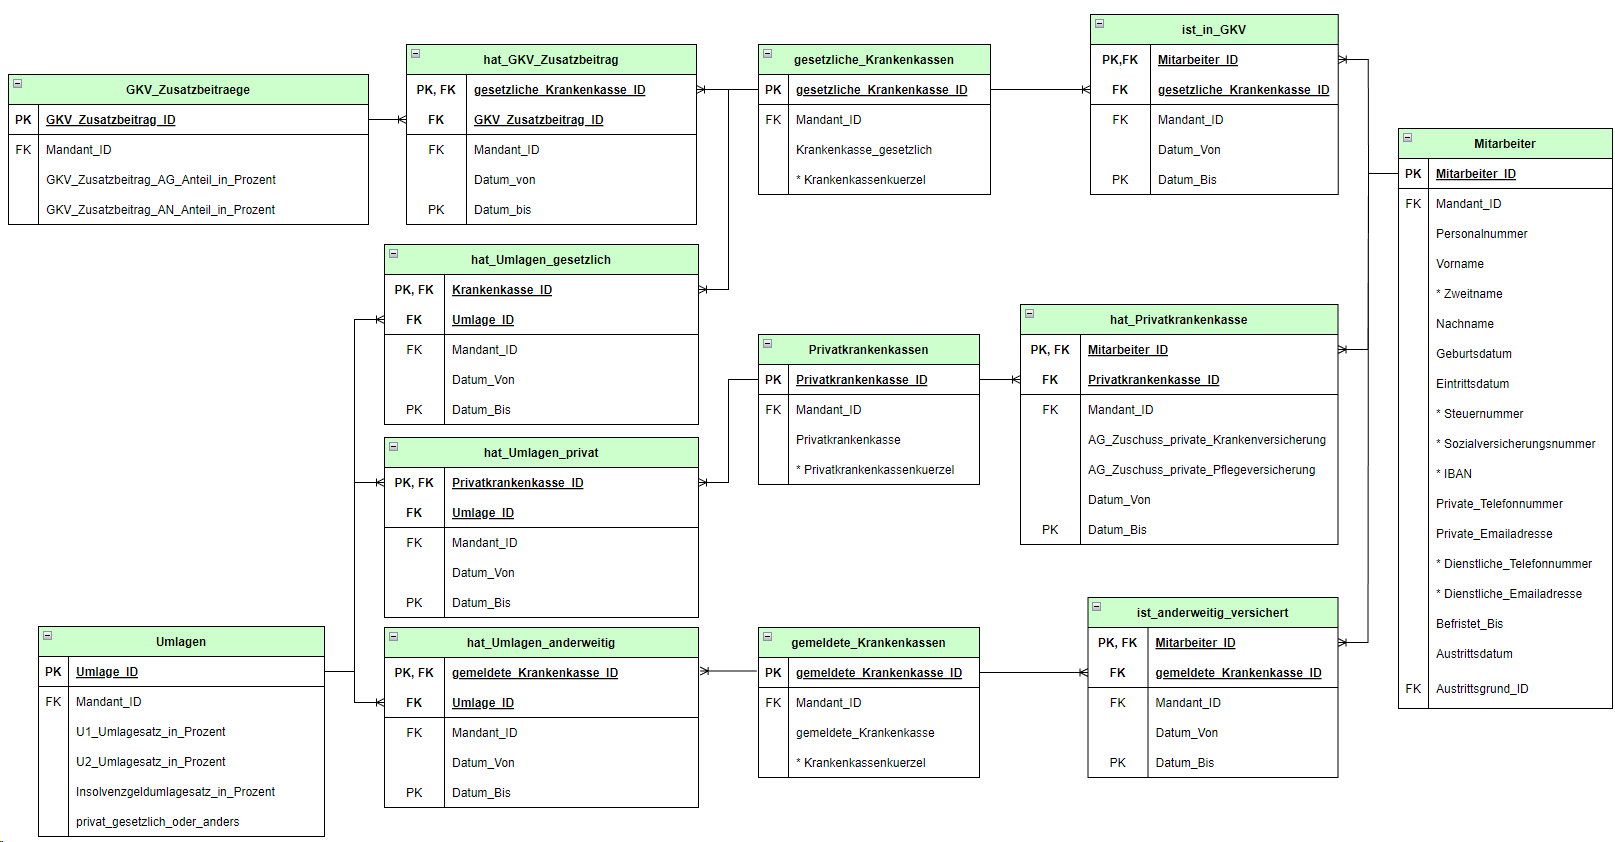 GKV_Zusatzbeitraege
PK GKV_Zusatzbeitrag_ID
FK Mandant_ID
GKV_Zusatzbeitrag_AG_Anteil_in_Prozent
GKV_Zusatzbeitrag_AN_Anteil_in_Prozent
hat_GKV_Zusatzbeitrag
PK, FK gesetzliche_Krankenkasse_ID
FK GKV_Zusatzbeitrag_ID
FK Mandant_ID
Datum_von
PK Datum_bis
gesetzliche_Krankenkassen
PK gesetzliche_Krankenkasse_ID
FK Mandant_ID
Krankenkasse_gesetzlich
* Krankenkassenkuerzel
ist_in_GKV
PK,FK Mitarbeiter_ID
FK gesetzliche_Krankenkasse_ID
FK Mandant_ID
Datum_Von
PK Datum_Bis
Mitarbeiter
PK Mitarbeiter_ID
FK Mandant_ID
Personalnummer
Vorname
* Zweitname
Nachname
Geburtsdatum
Eintrittsdatum
* Steuernummer
* Sozialversicherungsnummer
* IBAN
Private_Telefonnummer
Private_Emailadresse
* Dienstliche_Telefonnummer
* Dienstliche_Emailadresse
Befristet_Bis
Austrittsdatum
FK Austrittsgrund_ID
hat_Umlagen_gesetzlich
PK, FK Krankenkasse_ID
FK Umlage_ID
FK Mandant_ID
Datum_Von
PK Datum_Bis
Privatkrankenkassen
PK Privatkrankenkasse_ID
FK Mandant_ID
Privatkrankenkasse
* Privatkrankenkassenkuerzel
hat_Privatkrankenkasse
PK, FK Mitarbeiter_ID
FK Privatkrankenkasse_ID
FK Mandant_ID
AG_Zuschuss_private_Krankenversicherung
AG_Zuschuss_private_Pflegeversicherung
Datum_Von
PK Datum_Bis
hat_Umlagen_privat
PK, FK Privatkrankenkasse_ID
FK Umlage_ID
FK Mandant_ID
Datum_Von
PK Datum_Bis
Umlagen
PK Umlage_ID
FK Mandant_ID
U1_Umlagesatz_in_Prozent
U2_Umlagesatz_in_Prozent
Insolvenzgeldumlagesatz_in_Prozent
privat_gesetzlich_oder_anders
hat_Umlagen_anderweitig
PK, FK gemeldete_Krankenkasse_ID
FK Umlage_ID
FK Mandant_ID
Datum_Von
PK Datum_Bis
gemeldete_Krankenkassen
PK gemeldete_Krankenkasse_ID
FK Mandant_ID
gemeldete_Krankenkasse
* Krankenkassenkuerzel
ist_anderweitig_versichert
PK, FK Mitarbeiter_ID
FK gemeldete_Krankenkasse_ID
FK Mandant_ID
Datum_Von
PK Datum_Bis